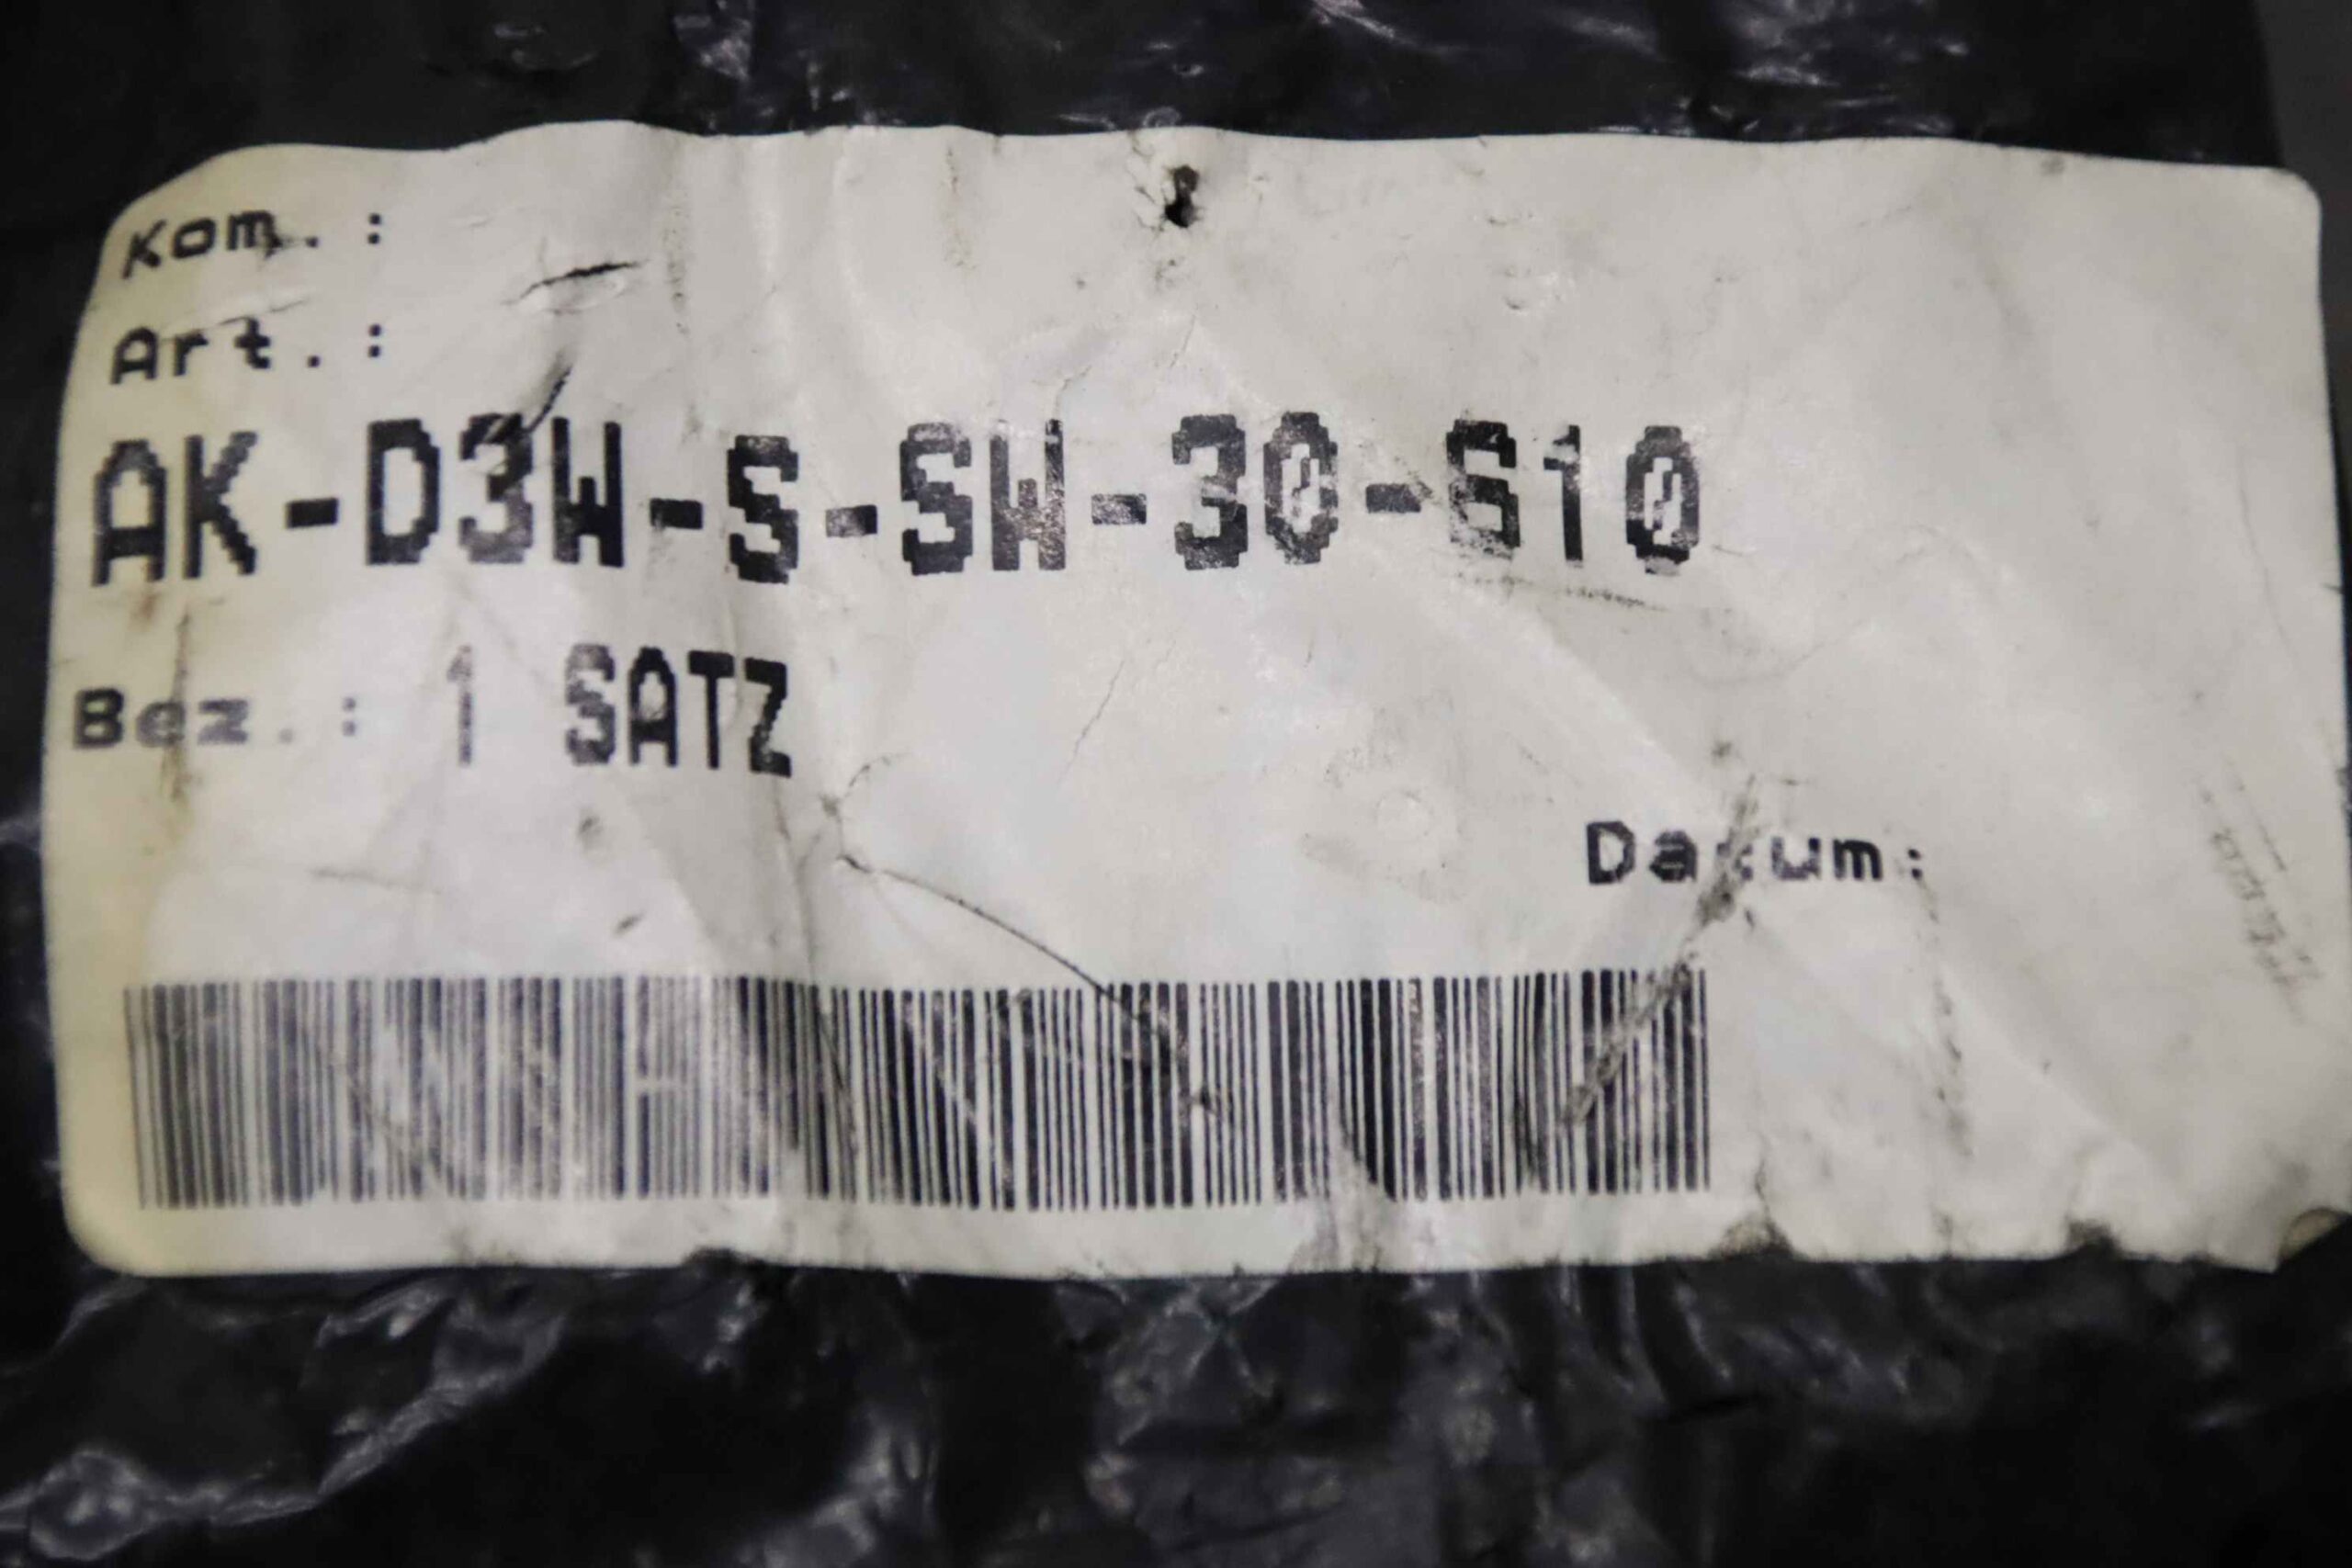 Kom.:
Art.:
AK-D3W-S-SW-30-610
Bez.: 1 SATZ
Datum: